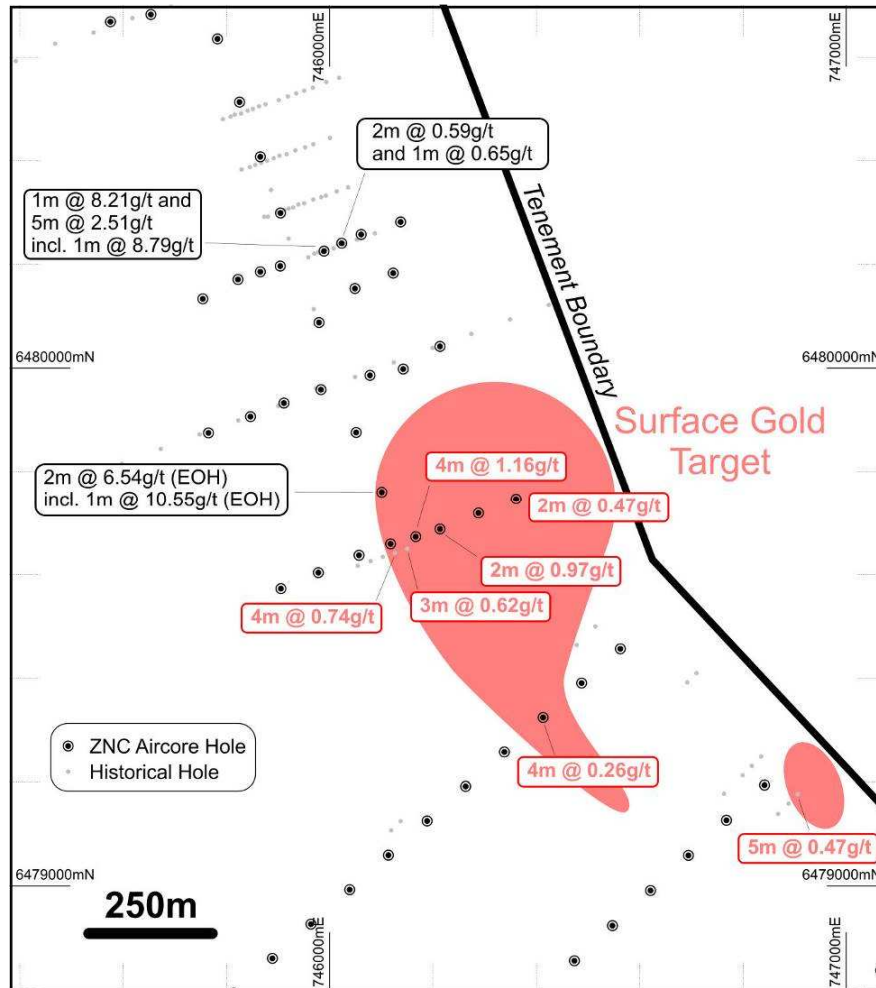 746000mE
747000mE
2m @ 0.59g/t
and 1m @ 0.65g/t
1m @ 8.21g/t and
5m @ 2.51g/t
incl. 1m @ 8.79g/t
Tenement Boundary
6480000mN
6480000mN
Surface Gold
Target
4m @ 1.16g/t
2m @ 6.54g/t (EOH)
incl. 1m @ 10.55g/t (EOH)
2m @ 0.47g/t
2m @ 0.97g/t
4m @ 0.74g/t
3m @ 0.62g/t
ZNC Aircore Hole
Historical Hole
4m @ 0.26g/t
5m @ 0.47g/t
6479000mN
6479000mN
250m
746000mE
747000mE